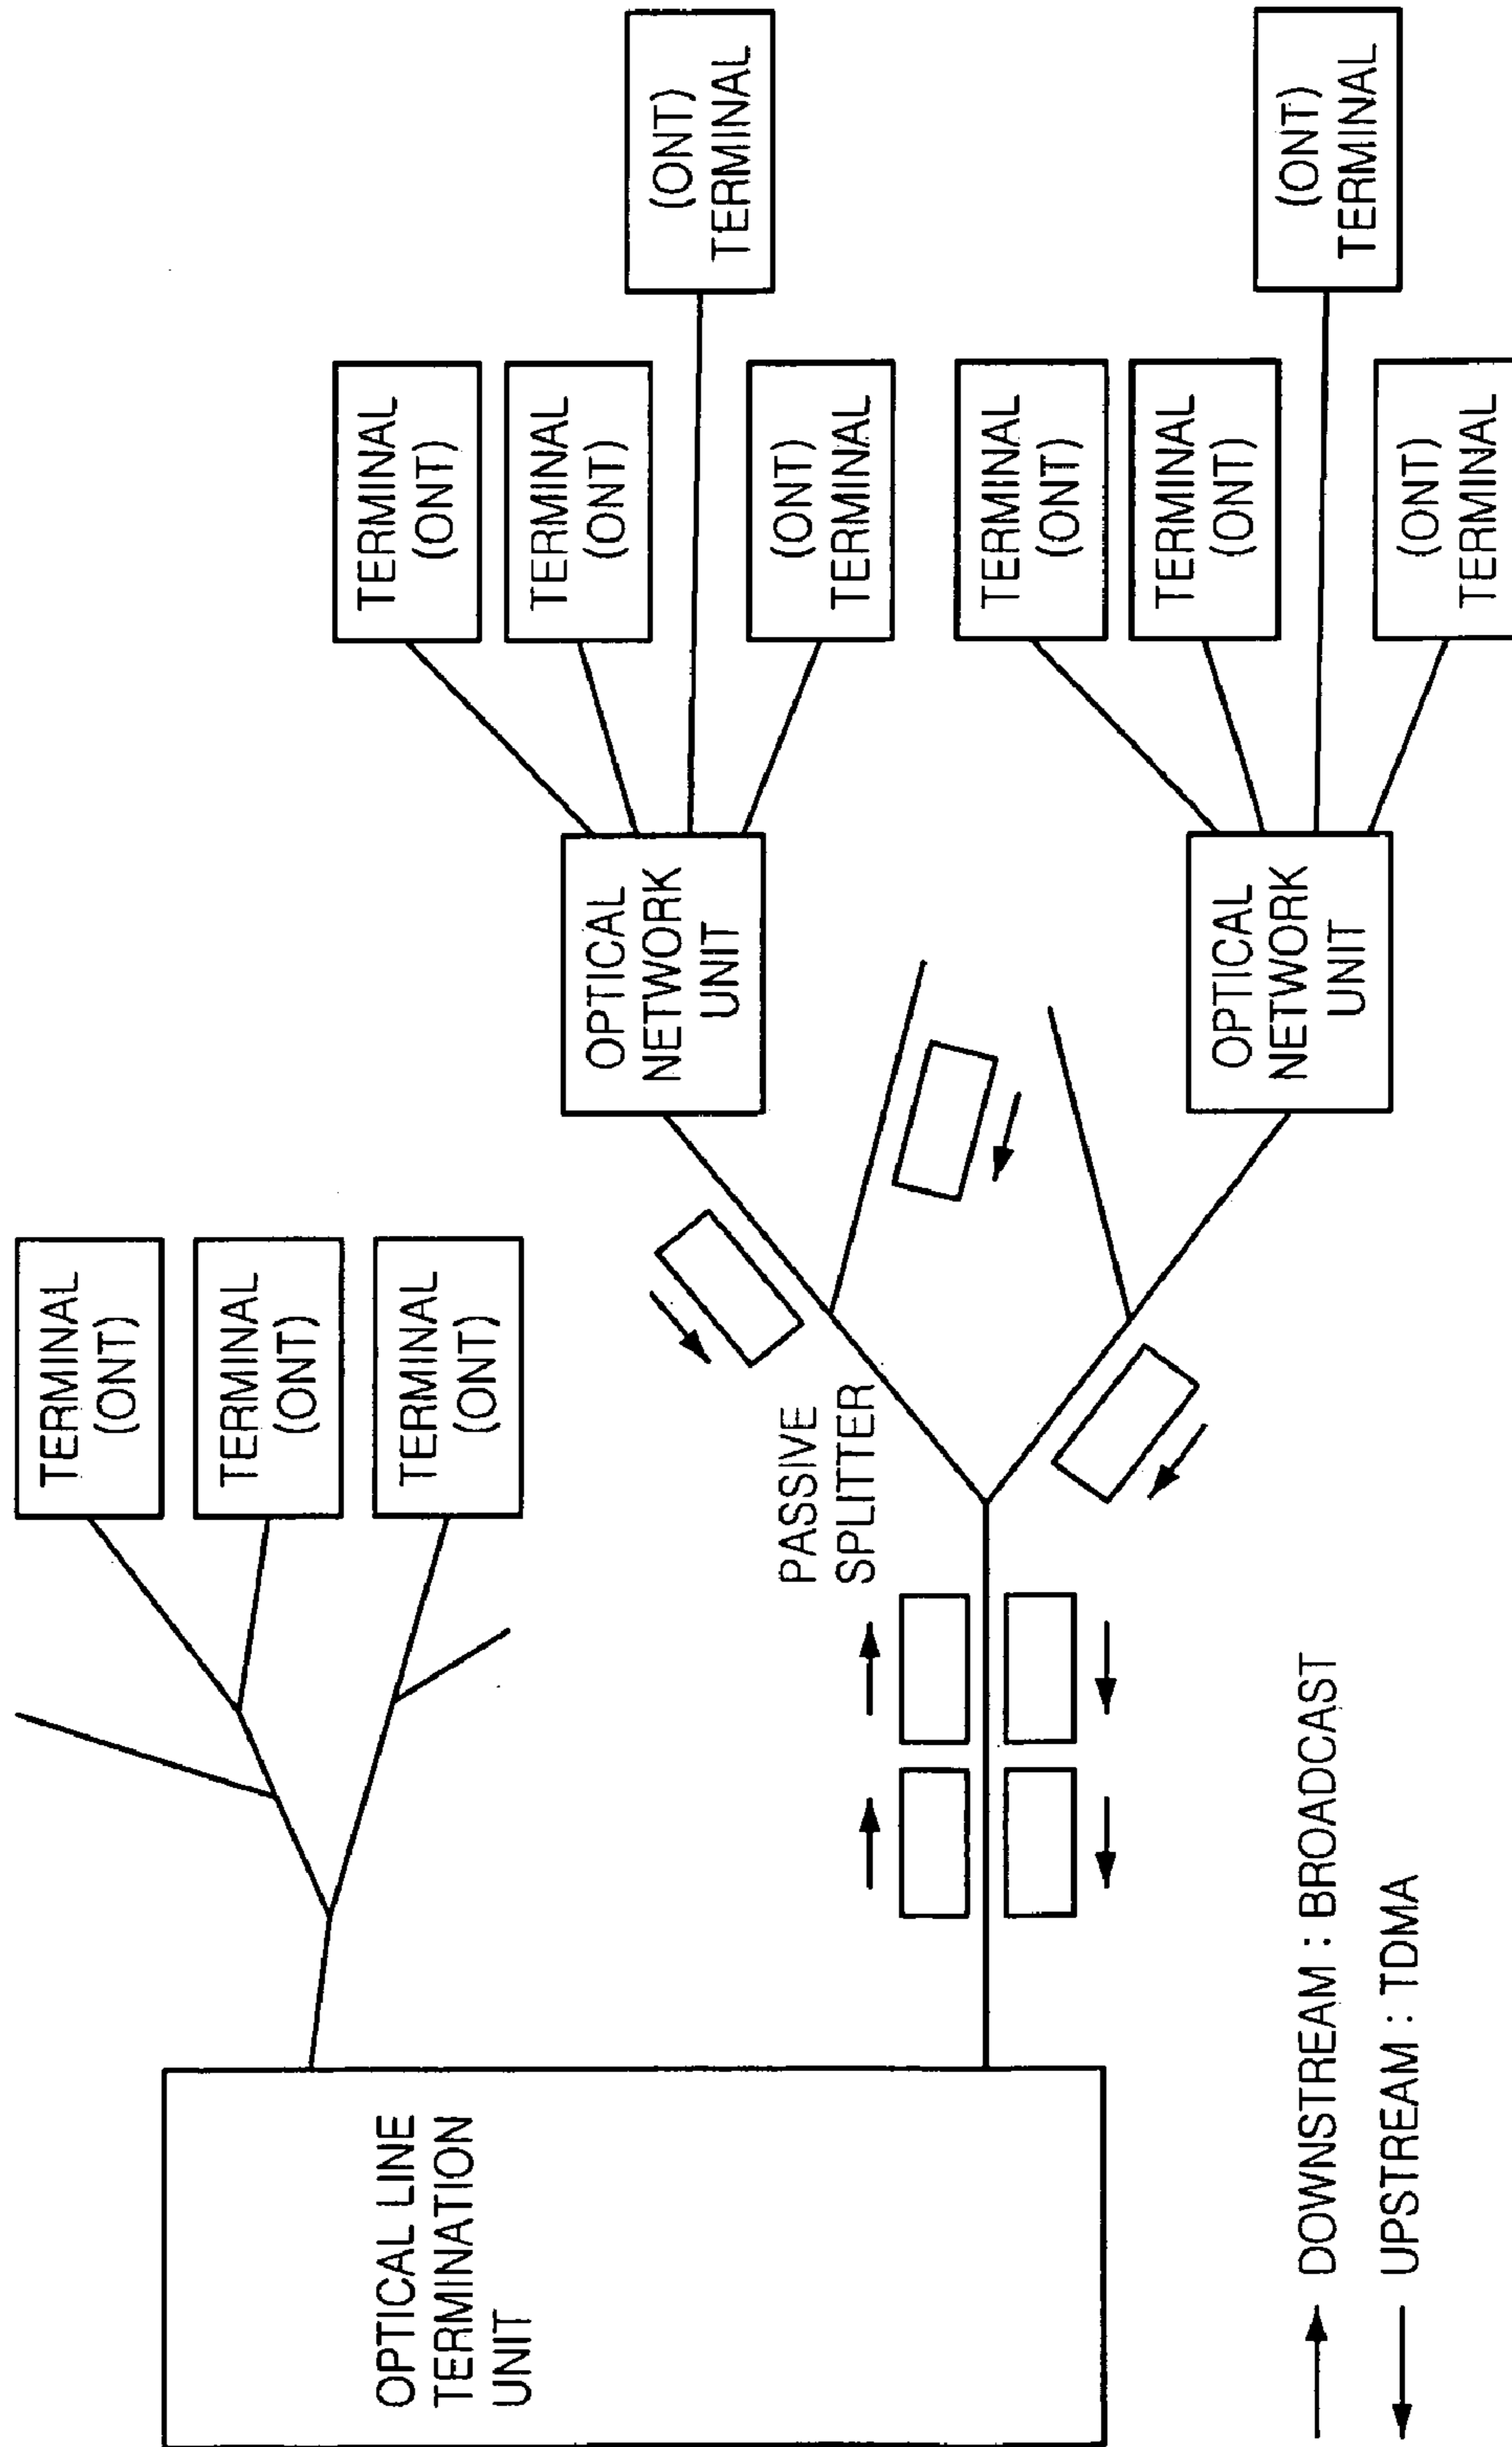 OPTICAL LINE
TERMINATION
UNIT
TERMINAL
(ONT)
TERMINAL
(ONT)
TERMINAL
(ONT)
PASSIVE
SPLITTER
OPTICAL
NETWORK
UNIT
TERMINAL
(ONT)
TERMINAL
(ONT)
(ONT)
TERMINAL
(ONT)
TERMINAL
OPTICAL
NETWORK
UNIT
TERMINAL
(ONT)
TERMINAL
(ONT)
(ONT)
TERMINAL
(ONT)
TERMINAL
DOWNSTREAM : BROADCAST
UPSTREAM : TDMA